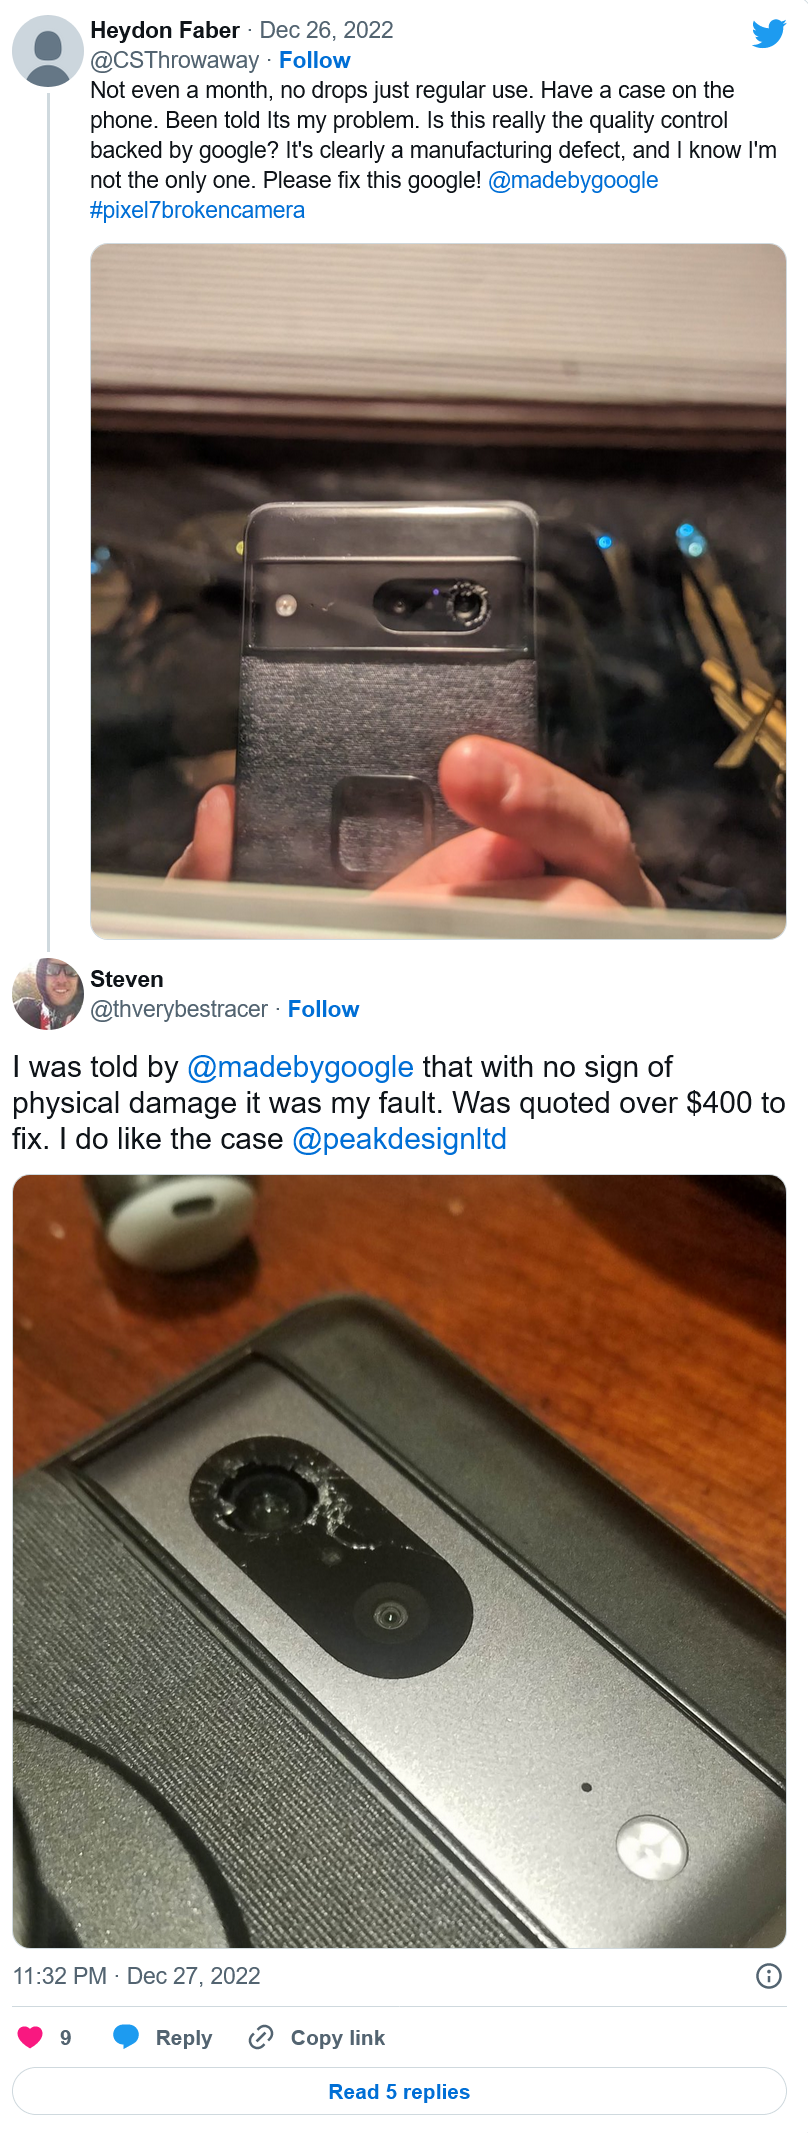 Heydon Faber · Dec 26, 2022
@CSThrowaway · Follow
Not even a month, no drops just regular use. Have a case on the
phone. Been told Its my problem. Is this really the quality control
backed by google? It's clearly a manufacturing defect, and I know I'm
not the only one. Please fix this google! @madebygoogle
#pixel7brokencamera
Steven
@thverybestracer · Follow
I was told by @madebygoogle that with no sign of
physical damage it was my fault. Was quoted over $400 to
fix. I do like the case @peakdesignltd
11:32 PM · Dec 27, 2022
9 Reply Copy link
Read 5 replies